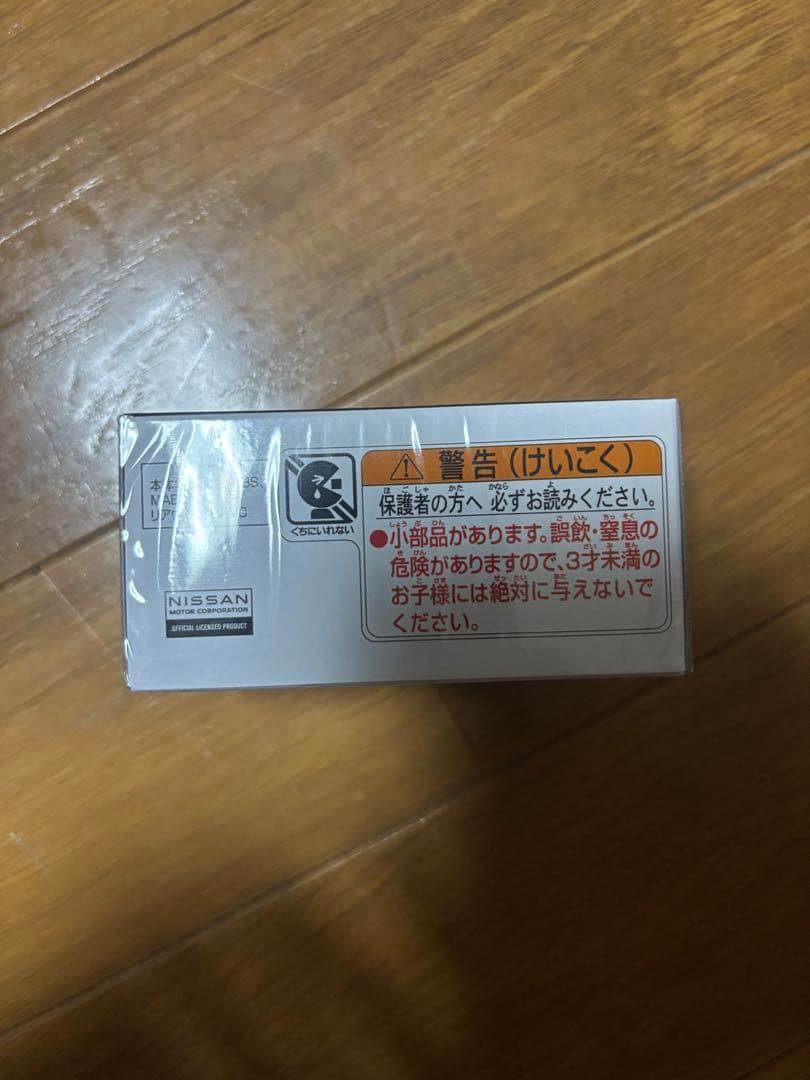 警告(けいこく)
保護者の方へ 必ずお読みください。
●小部品があります。誤飲・窒息の
危険がありますので、3才未満の
お子様には絶対に与えないで
ください。
くちにいれない
NISSAN
MOTOR CORPORATION
OFFICIAL LICENSED PRODUCT